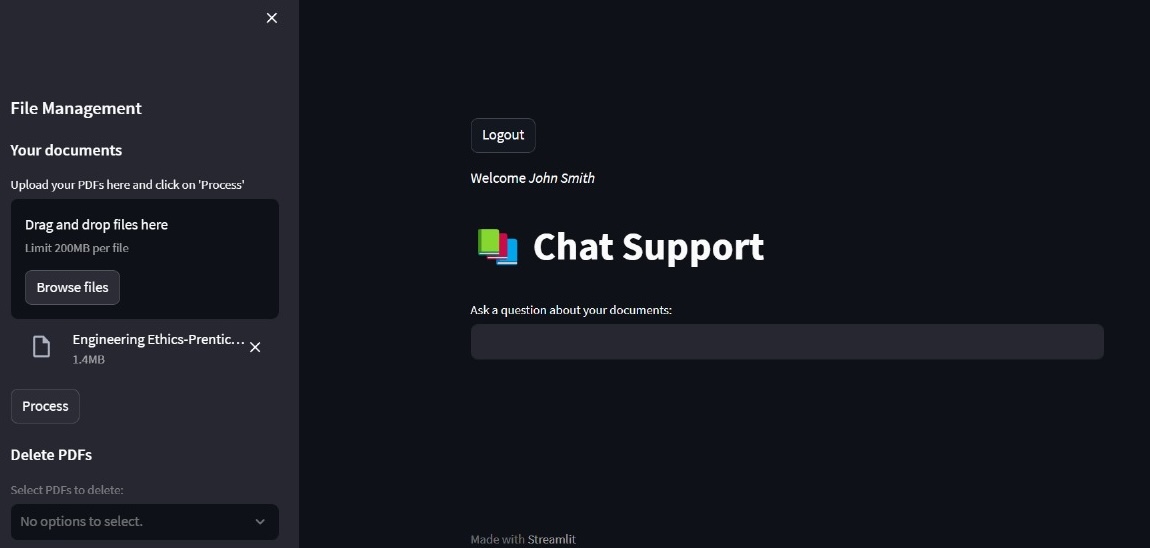 File Management
Your documents
Upload your PDFs here and click on 'Process'
Drag and drop files here
Limit 200MB per file
Browse files
Engineering Ethics-Prentic...
1.4MB
Process
Delete PDFs
Select PDFs to delete:
No options to select.
Logout
Welcome John Smith
Chat Support
Ask a question about your documents:
Made with Streamlit